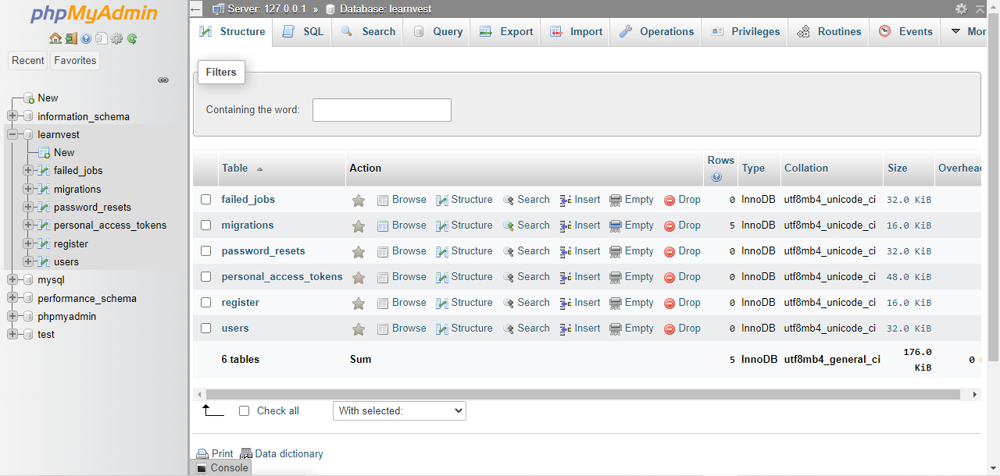 phpMyAdmin
Recent Favorites
New
information_schema
learnvest
New
failed_jobs
migrations
password_resets
personal_access_tokens
register
users
mysql
performance_schema
phpmyadmin
test
Server: 127.0.0.1 » Database: learnvest
Structure SQL Search Query Export Import Operations Privileges Routines Events Mor
Filters
Containing the word:
Table Action Rows Type Collation Size Overhea
failed_jobs Browse Structure Search Insert Empty Drop 0 InnoDB utf8mb4_unicode_ci 32.0 KiB
migrations Browse Structure Search Insert Empty Drop 5 InnoDB utf8mb4_unicode_ci 16.0 KiB
password_resets Browse Structure Search Insert Empty Drop 0 InnoDB utf8mb4_unicode_ci 32.0 KiB
personal_access_tokens Browse Structure Search Insert Empty Drop 0 InnoDB utf8mb4_unicode_ci 48.0 KiB
register Browse Structure Search Insert Empty Drop 0 InnoDB utf8mb4_unicode_ci 16.0 KiB
users Browse Structure Search Insert Empty Drop 0 InnoDB utf8mb4_unicode_ci 32.0 KiB
6 tables Sum 5 InnoDB utf8mb4_general_ci 176.0 KiB 0
Check all With selected:
Print Data dictionary
Console